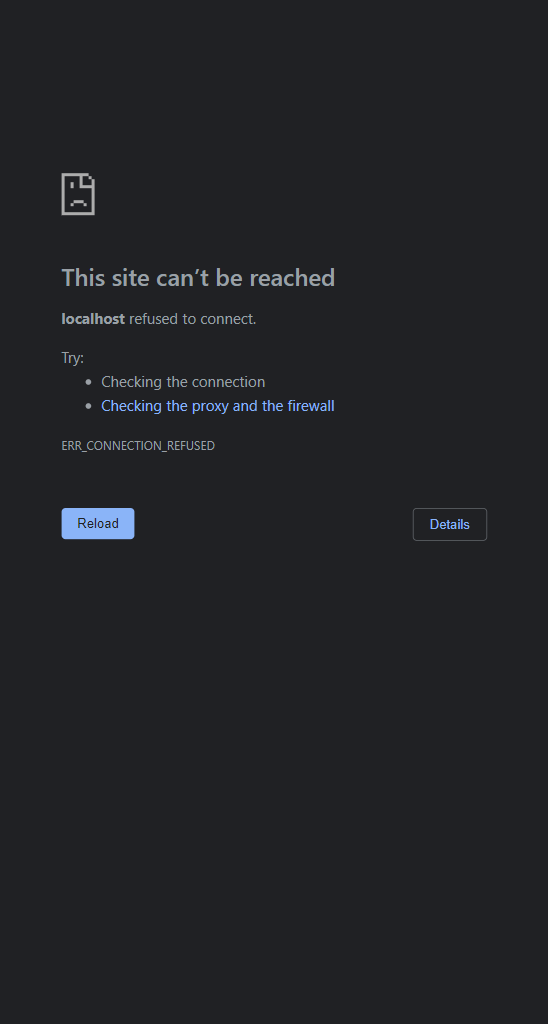 This site can’t be reached
localhost refused to connect.
Try:
• Checking the connection
• Checking the proxy and the firewall
ERR_CONNECTION_REFUSED
Reload
Details